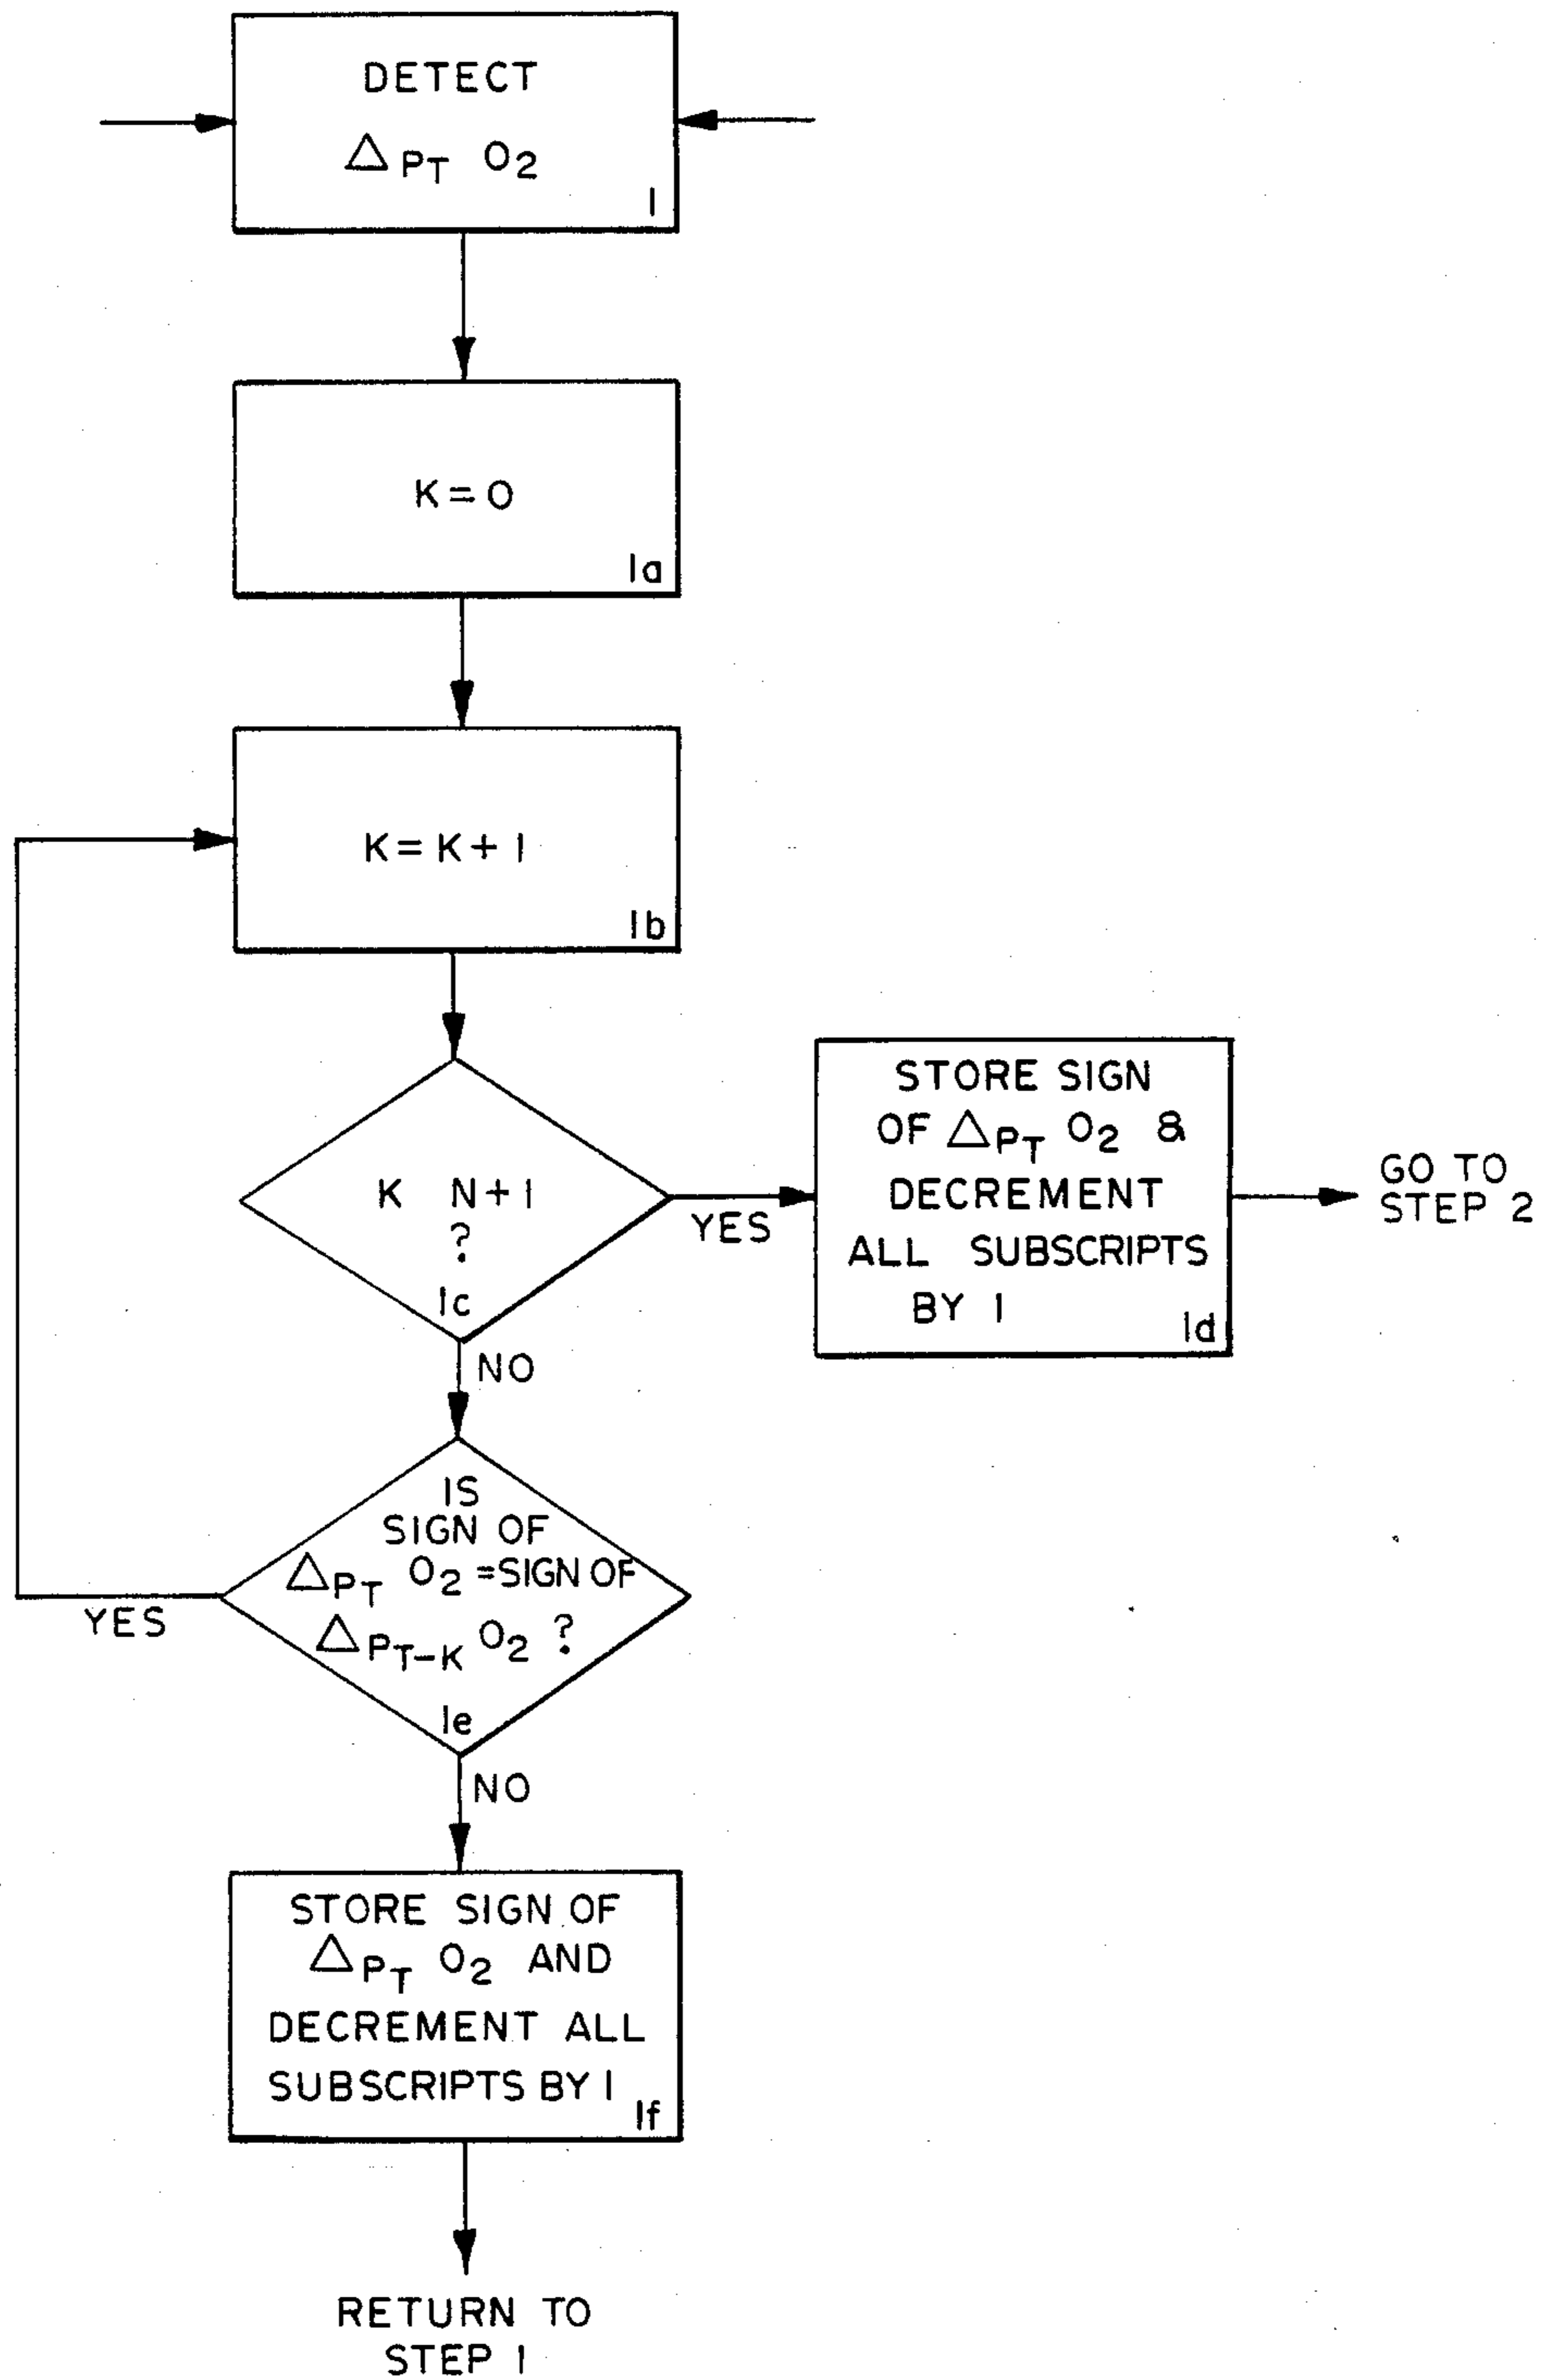 DETECT
△PT O2
1
K=0
1a
K=K+1
1b
K N+1
?
1c
YES
NO
STORE SIGN
OF △PT O2 &
DECREMENT
ALL SUBSCRIPTS
BY 1
1d
GO TO
STEP 2
IS
SIGN OF
△PT O2 =SIGN OF
△PT-K O2 ?
1e
YES
NO
STORE SIGN OF
△PT O2 AND
DECREMENT ALL
SUBSCRIPTS BY 1
1f
RETURN TO
STEP 1